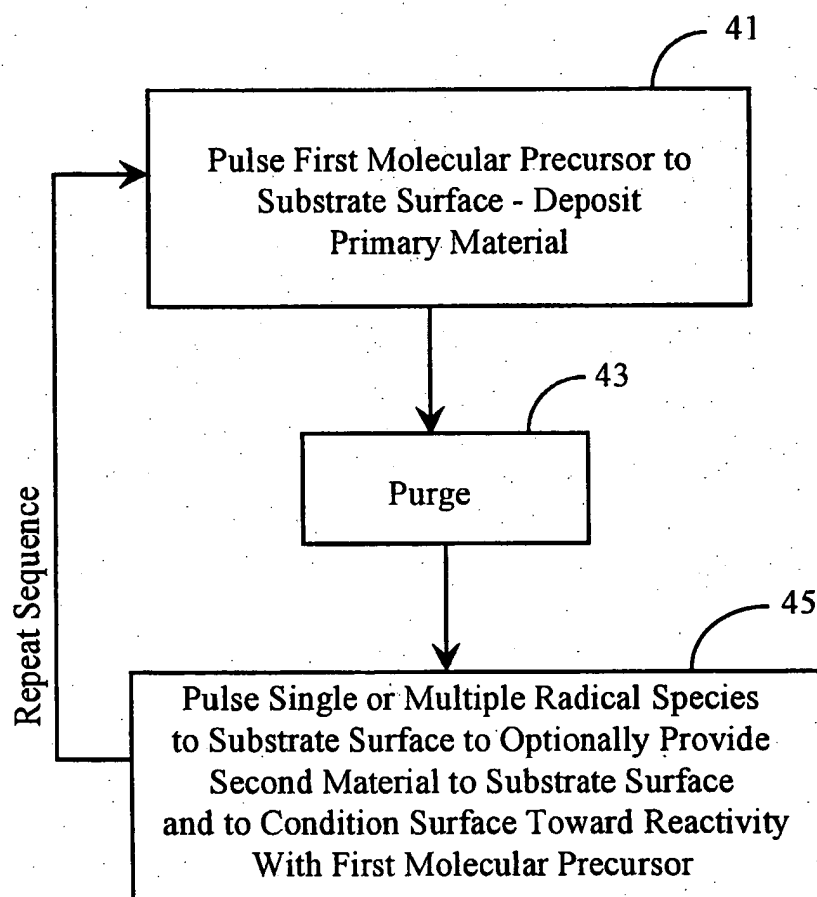 41
Pulse First Molecular Precursor to
Substrate Surface - Deposit
Primary Material
43
Purge
Repeat Sequence
45
Pulse Single or Multiple Radical Species
to Substrate Surface to Optionally Provide
Second Material to Substrate Surface
and to Condition Surface Toward Reactivity
With First Molecular Precursor